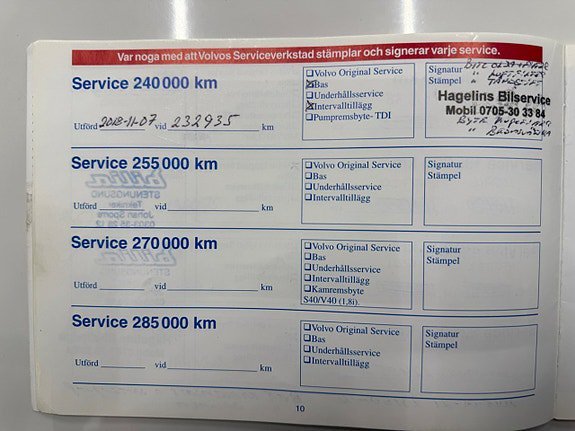 Var noga med att Volvos Serviceverkstad stämplar och signerar varje service.
Service 240 000 km
Utförd 2018-11-07 vid 232935 km
Volvo Original Service
Bas
Underhållsservice
Intervalltillägg
Pumpremsbyte- TDI
Signatur
Stämpel
Hagelins Bilservice
Mobil 0705-30 33 84
Service 255 000 km
Utförd vid km
Volvo Original Service
Bas
Underhållsservice
Intervalltillägg
Signatur
Stämpel
STENUNGSUND
Tekniker
Johan Sporre
Service 270 000 km
Utförd vid km
Volvo Original Service
Bas
Underhållsservice
Intervalltillägg
Kamremsbyte
S40/V40 (1,8i).
Signatur
Stämpel
Service 285 000 km
Utförd vid km
Volvo Original Service
Bas
Underhållsservice
Intervalltillägg
Signatur
Stämpel
10